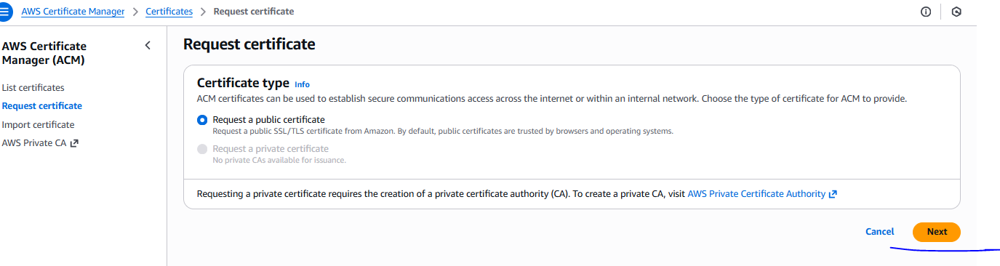 AWS Certificate Manager > Certificates > Request certificate
AWS Certificate
Manager (ACM)
List certificates
Request certificate
Import certificate
AWS Private CA
Request certificate
Certificate type Info
ACM certificates can be used to establish secure communications access across the internet or within an internal network. Choose the type of certificate for ACM to provide.
Request a public certificate
Request a public SSL/TLS certificate from Amazon. By default, public certificates are trusted by browsers and operating systems.
Request a private certificate
No private CAs available for issuance.
Requesting a private certificate requires the creation of a private certificate authority (CA). To create a private CA, visit AWS Private Certificate Authority
Cancel Next